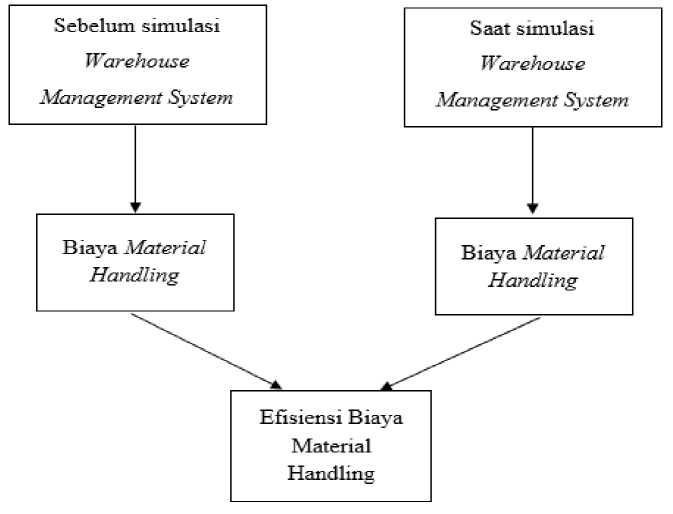 Sebelum simulasi
Warehouse
Management System
Saat simulasi
Warehouse
Management System
Biaya Material
Handling
Biaya Material
Handling
Efisiensi Biaya
Material
Handling